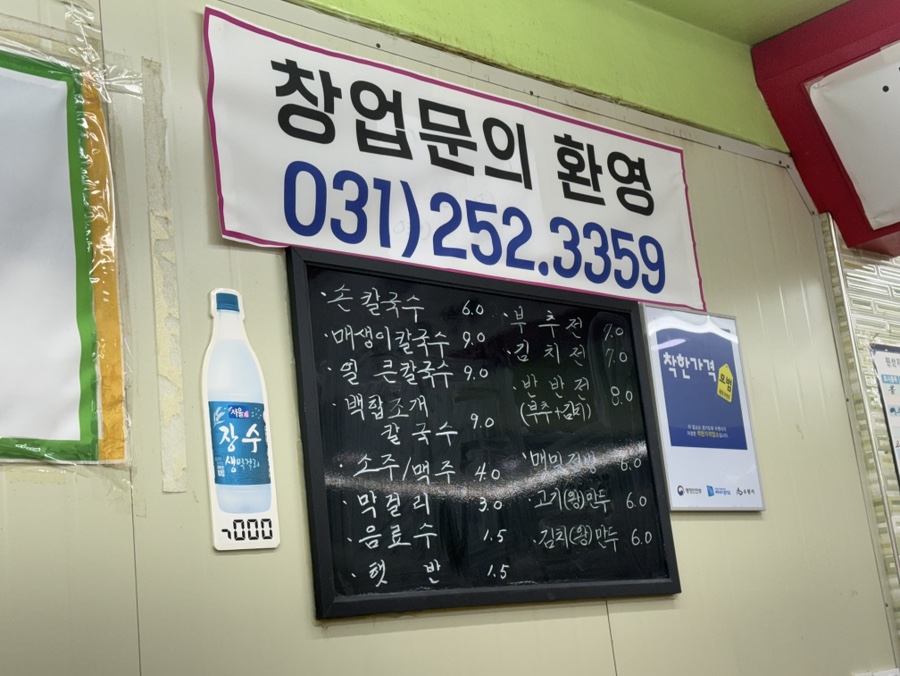 창업문의 환영
031)252.3359
· 손 칼국수 6.0
· 매생이칼국수 9.0
· 얼 큰칼국수 9.0
· 백합조개
칼국수 9.0
· 소주/맥주 4.0
· 막걸리 3.0
· 음료수 1.5
· 햇 반 1.5
· 부 추 전 7.0
· 김 치 전 7.0
· 반 반 전 8.0
(부추+김치)
6.0
· 고기(왕)만두 6.0
· 김치(왕)만두 6.0
서울
장수
생막걸리
000
착한가격
모범